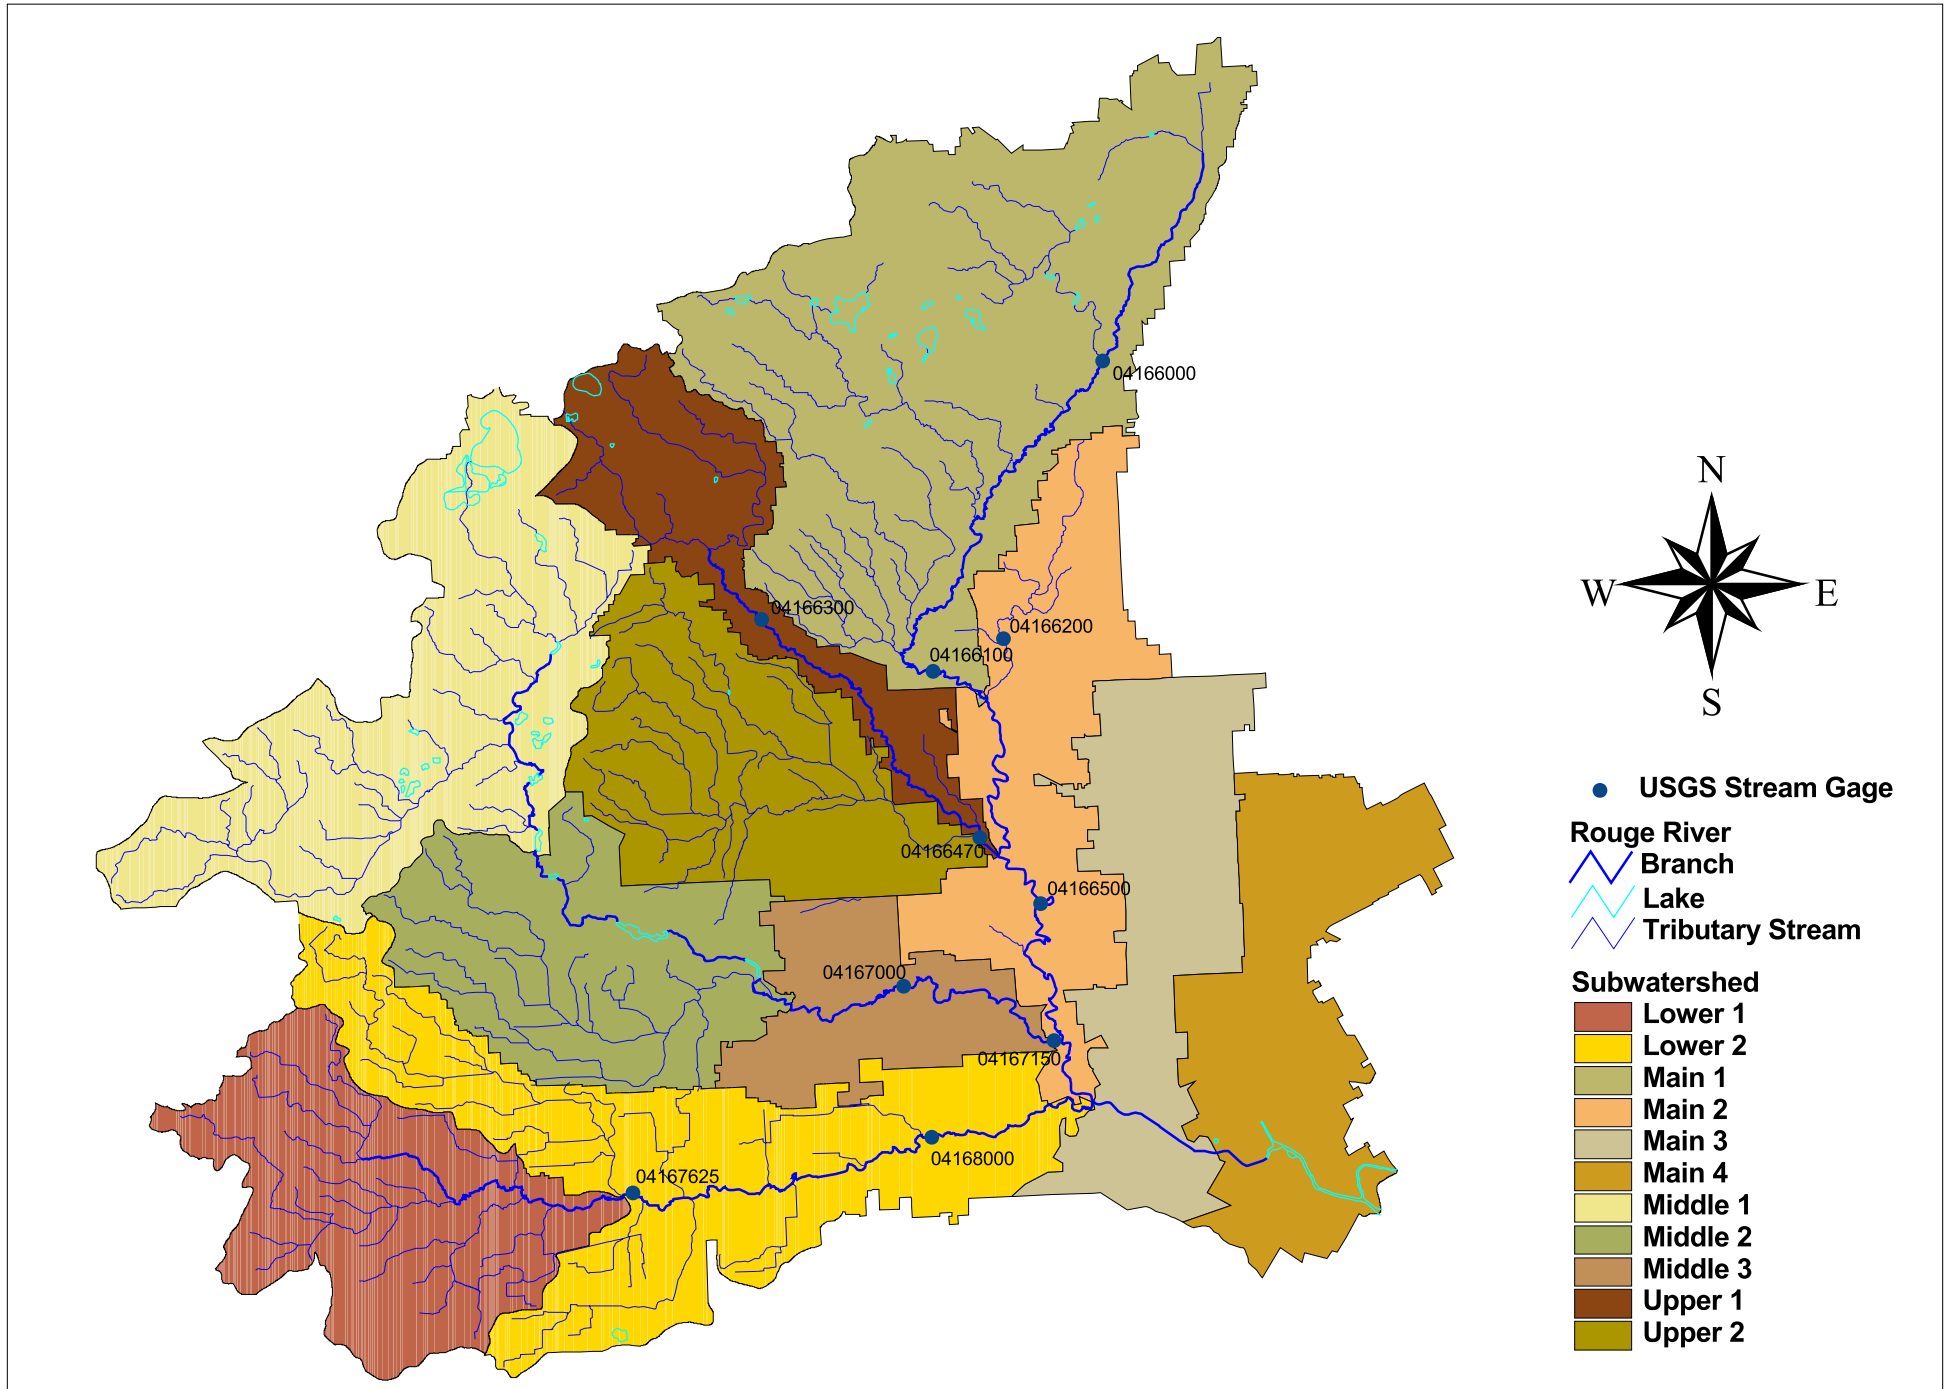 04166000
04166300
04166200
04166100
04166470
04166500
04167000
04167150
04168000
04167625
N
W
E
S
USGS Stream Gage
Rouge River
Branch
Lake
Tributary Stream
Subwatershed
Lower 1
Lower 2
Main 1
Main 2
Main 3
Main 4
Middle 1
Middle 2
Middle 3
Upper 1
Upper 2